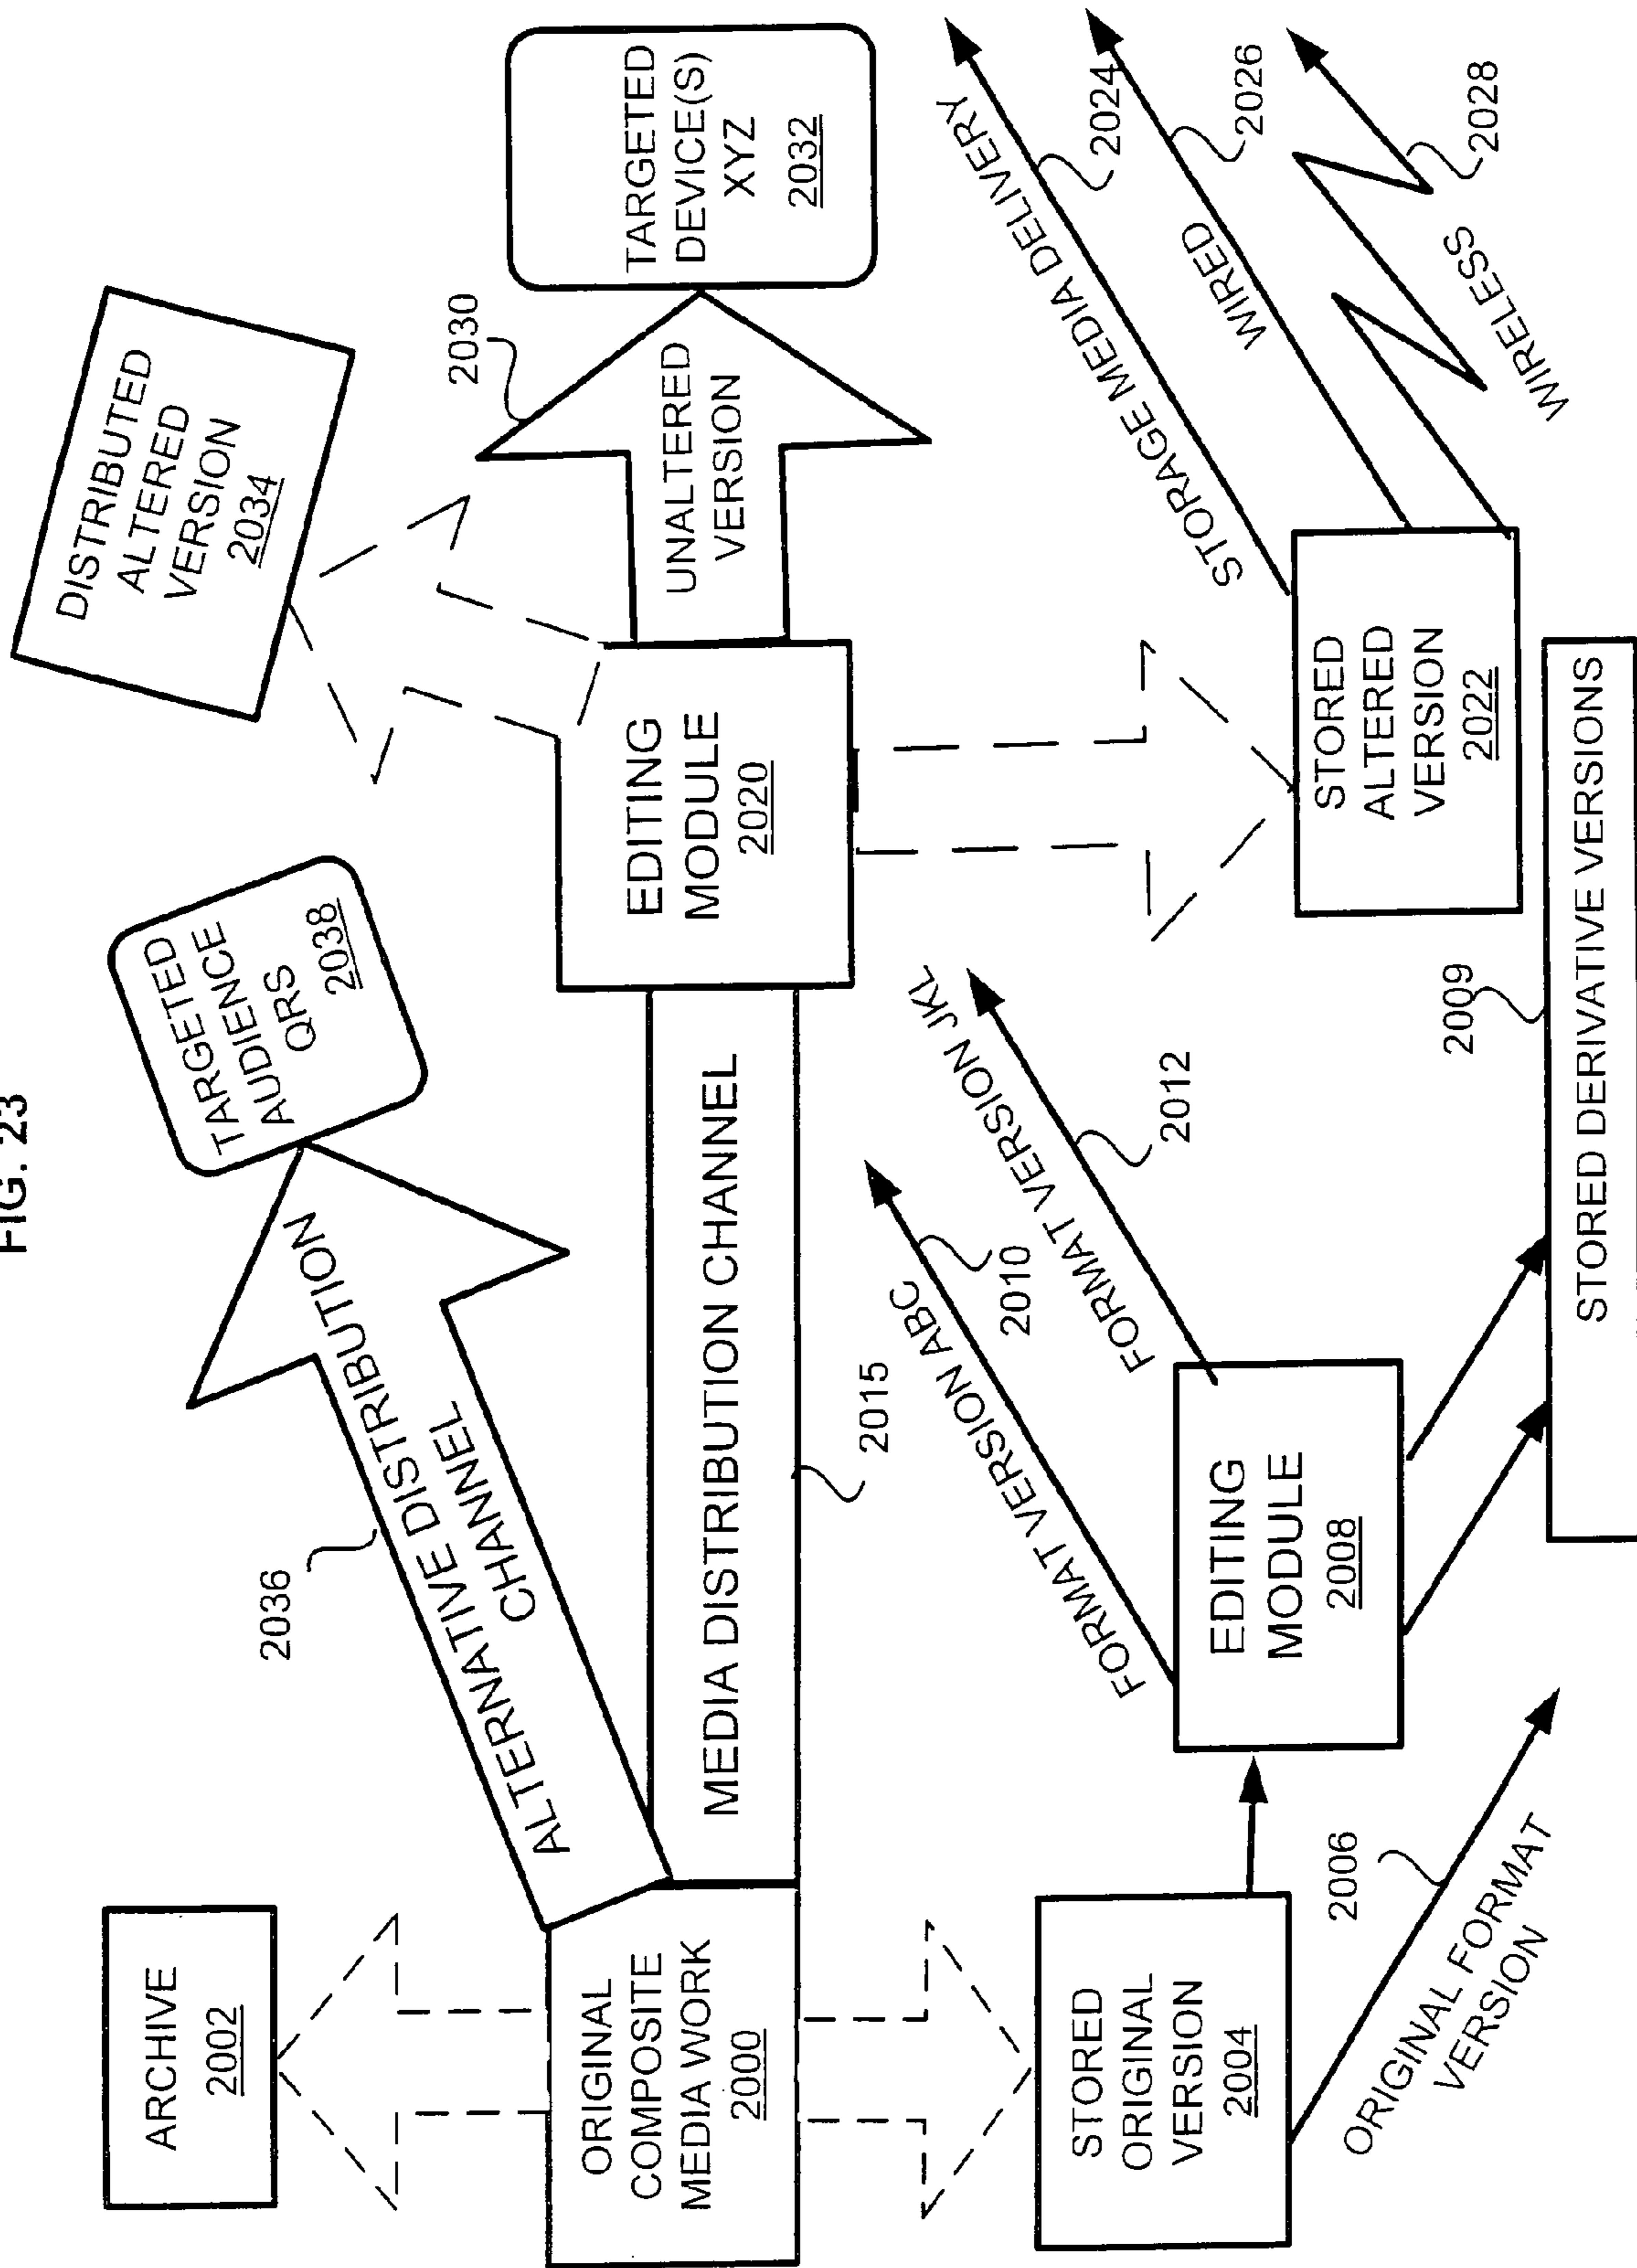 FIG. 23
ARCHIVE
2002
ORIGINAL
COMPOSITE
MEDIA WORK
2000
STORED
ORIGINAL
VERSION
2004
2006
ORIGINAL FORMAT
VERSION
2036
ALTERNATIVE DISTRIBUTION
CHANNEL
TARGETED
AUDIENCE
QRS
2038
MEDIA DISTRIBUTION CHANNEL
2015
FORMAT VERSION ABC
2010
FORMAT VERSION JKL
2012
EDITING
MODULE
2008
2009
STORED DERIVATIVE VERSIONS
EDITING
MODULE
2020
DISTRIBUTED
ALTERED
VERSION
2034
2030
UNALTERED
VERSION
TARGETED
DEVICE(S)
XYZ
2032
STORED
ALTERED
VERSION
2022
STORAGE MEDIA DELIVERY
2024
WIRED
2026
WIRELESS
2028